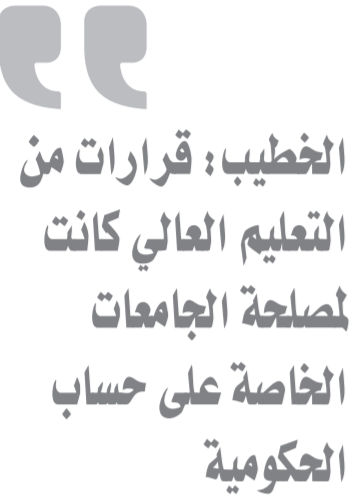 الخطيب: قرارات من
التعليم العالي كانت
لمصلحة الجامعات
الخاصة على حساب
الحكومية